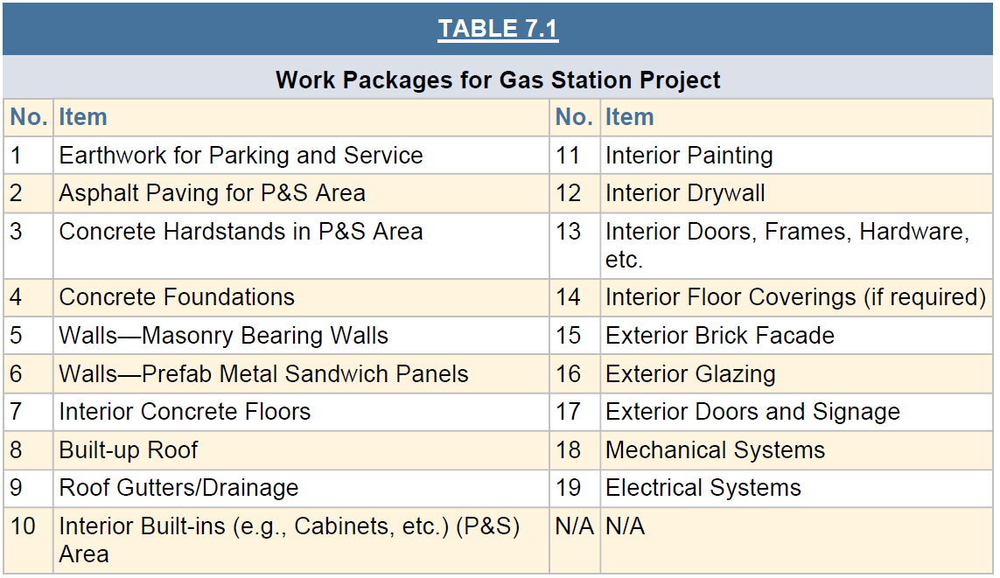 TABLE 7.1
Work Packages for Gas Station Project
No. Item No. Item
1 Earthwork for Parking and Service 11 Interior Painting
2 Asphalt Paving for P&S Area 12 Interior Drywall
3 Concrete Hardstands in P&S Area 13 Interior Doors, Frames, Hardware,
etc.
4 Concrete Foundations 14 Interior Floor Coverings (if required)
5 Walls—Masonry Bearing Walls 15 Exterior Brick Facade
6 Walls—Prefab Metal Sandwich Panels 16 Exterior Glazing
7 Interior Concrete Floors 17 Exterior Doors and Signage
8 Built-up Roof 18 Mechanical Systems
9 Roof Gutters/Drainage 19 Electrical Systems
10 Interior Built-ins (e.g., Cabinets, etc.) (P&S) N/A N/A
Area